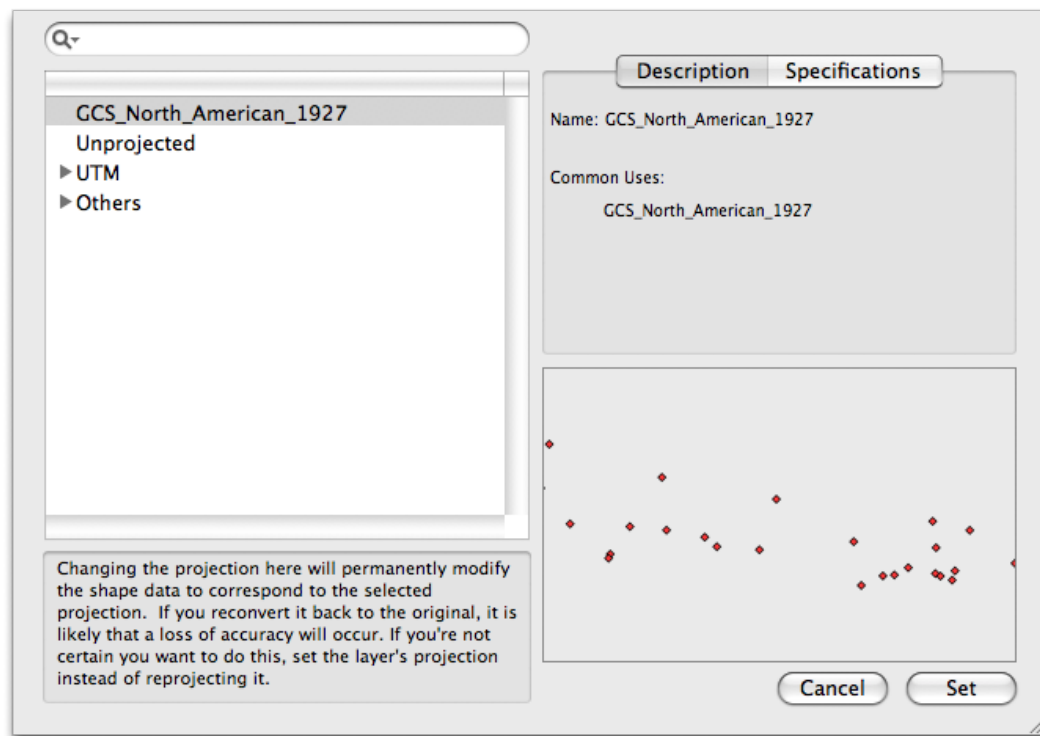 GCS_North_American_1927
Unprojected
UTM
Others
Changing the projection here will permanently modify
the shape data to correspond to the selected
projection.  If you reconvert it back to the original, it is
likely that a loss of accuracy will occur. If you're not
certain you want to do this, set the layer's projection
instead of reprojecting it.
Description Specifications
Name: GCS_North_American_1927
Common Uses:
GCS_North_American_1927
Cancel Set